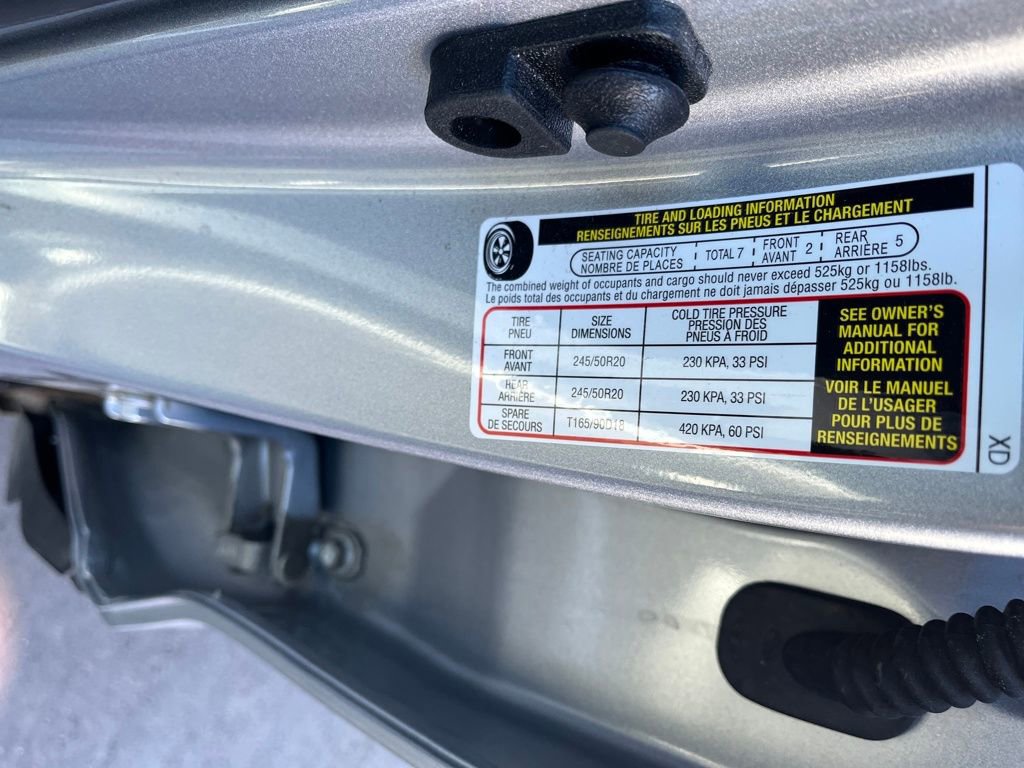 TIRE AND LOADING INFORMATION
RENSEIGNEMENTS SUR LES PNEUS ET LE CHARGEMENT
SEATING CAPACITY
NOMBRE DE PLACES
TOTAL 7
FRONT
AVANT 2
REAR
ARRIÈRE 5
The combined weight of occupants and cargo should never exceed 525kg or 1158lbs.
Le poids total des occupants et du chargement ne doit jamais dépasser 525kg ou 1158lb.
TIRE
PNEU
SIZE
DIMENSIONS
COLD TIRE PRESSURE
PRESSION DES
PNEUS À FROID
FRONT
AVANT
245/50R20
230 KPA, 33 PSI
REAR
ARRIÈRE
245/50R20
230 KPA, 33 PSI
SPARE
DE SECOURS
T165/90D18
420 KPA, 60 PSI
SEE OWNER'S
MANUAL FOR
ADDITIONAL
INFORMATION
VOIR LE MANUEL
DE L'USAGER
POUR PLUS DE
RENSEIGNEMENTS
XD